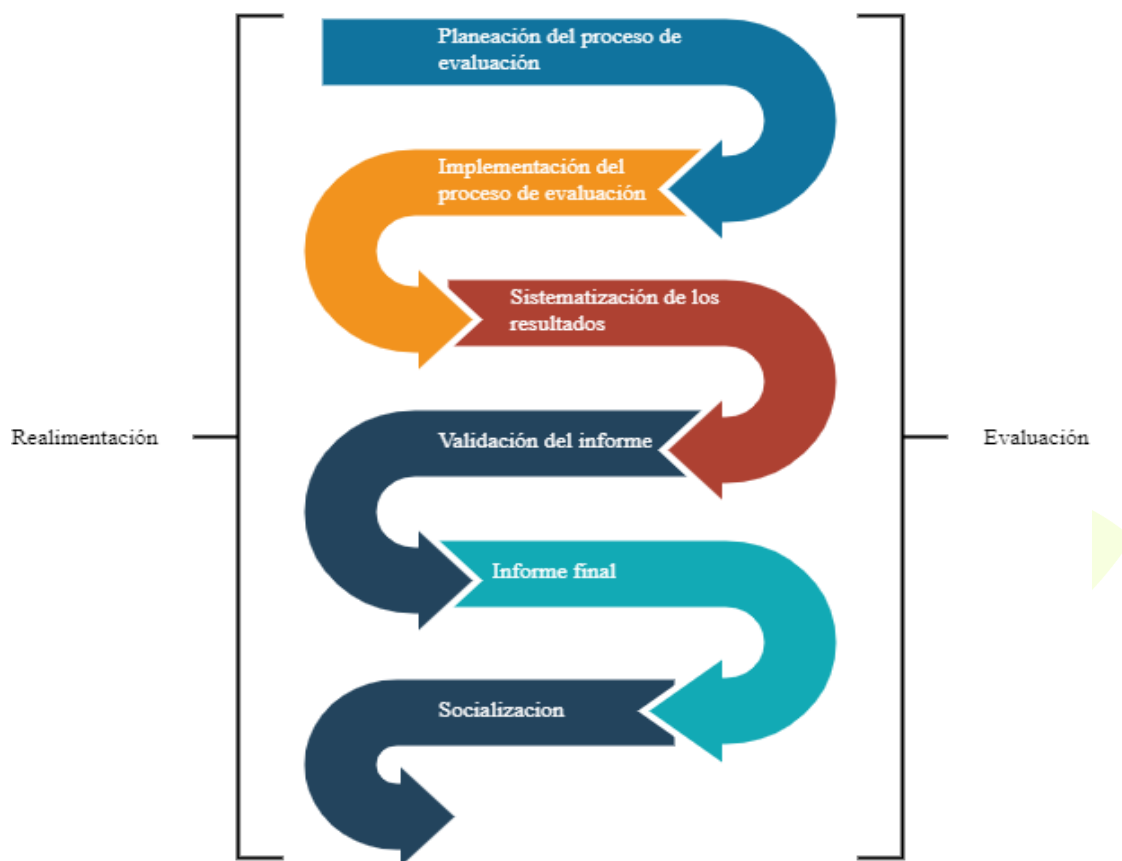 Planeación del proceso de
evaluación
Implementación del
proceso de evaluación
Sistematización de los
resultados
Realimentación
Validación del informe
Evaluación
Informe final
Socializacion